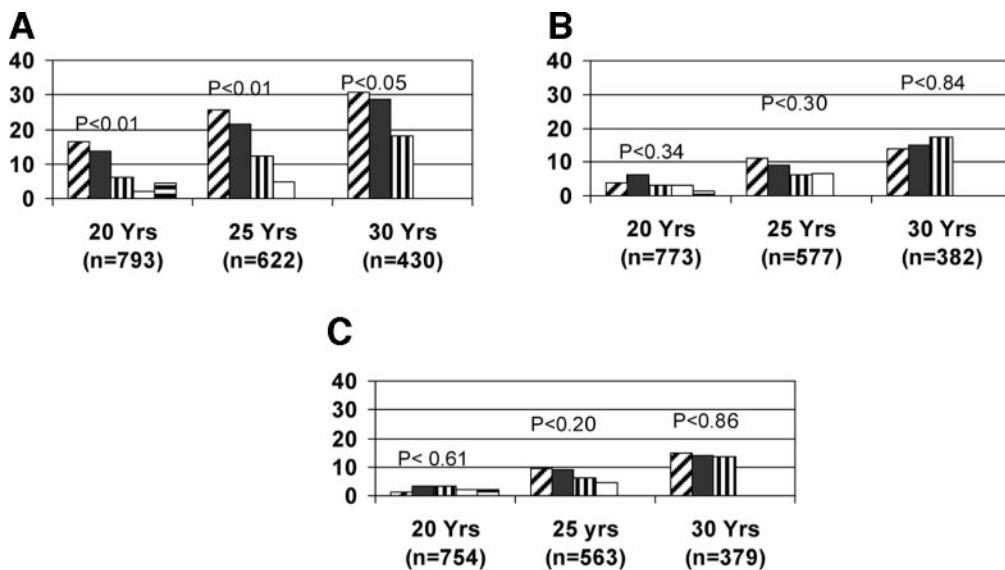 A
40
30
20
10
0
P<0.01
P<0.01
P<0.05
20 Yrs
(n=793)
25 Yrs
(n=622)
30 Yrs
(n=430)
B
40
30
20
10
0
P<0.34
P<0.30
P<0.84
20 Yrs
(n=773)
25 Yrs
(n=577)
30 Yrs
(n=382)
C
40
30
20
10
0
P< 0.61
P<0.20
P<0.86
20 Yrs
(n=754)
25 yrs
(n=563)
30 Yrs
(n=379)